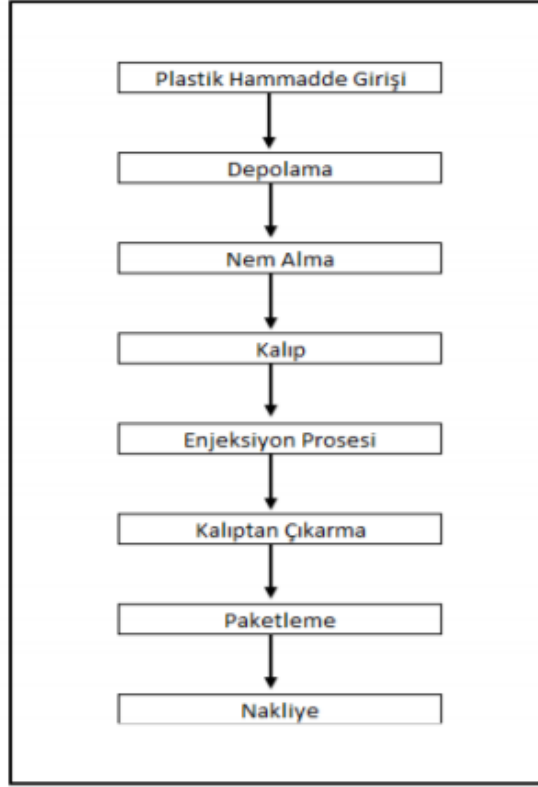 Plastik Hammadde Girişi
Depolama
Nem Alma
Kalıp
Enjeksiyon Prosesi
Kalıptan Çıkarma
Paketleme
Nakliye